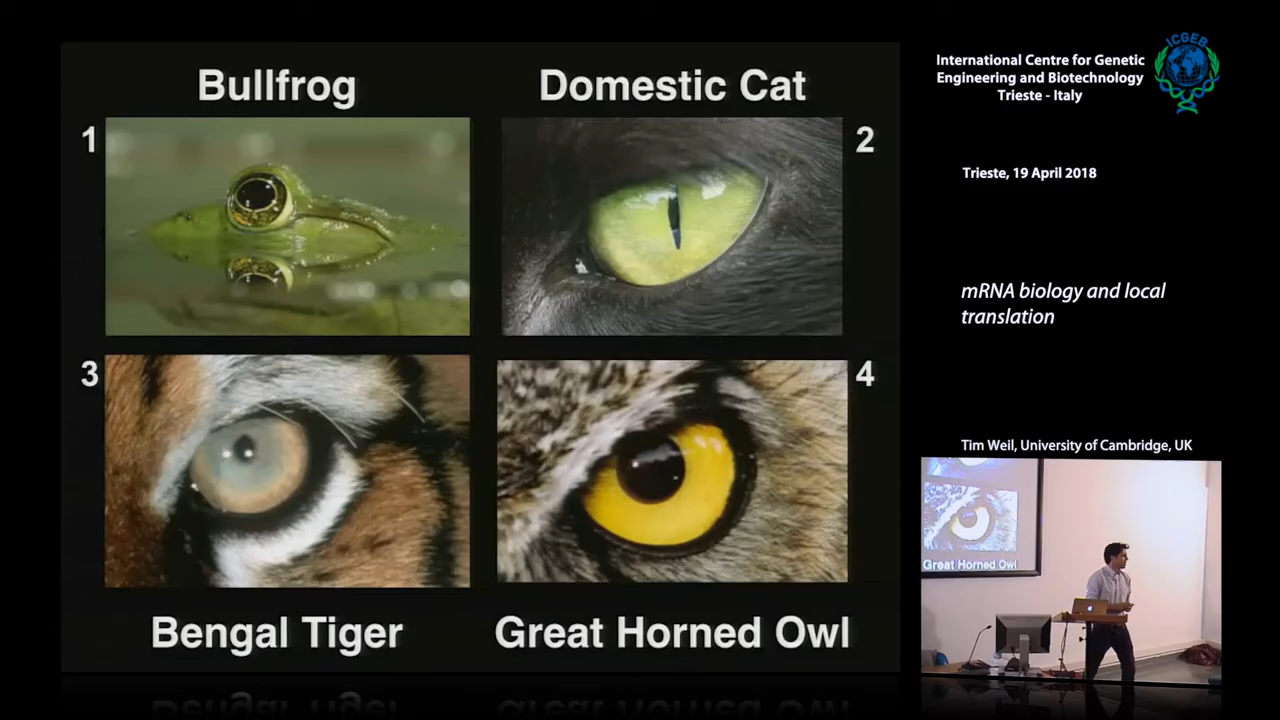 Bullfrog
Domestic Cat
1
2
3
4
Bengal Tiger
Great Horned Owl
International Centre for Genetic
Engineering and Biotechnology
Trieste - Italy
ICGEB
Trieste, 19 April 2018
mRNA biology and local
translation
Tim Weil, University of Cambridge, UK
Great Horned Owl